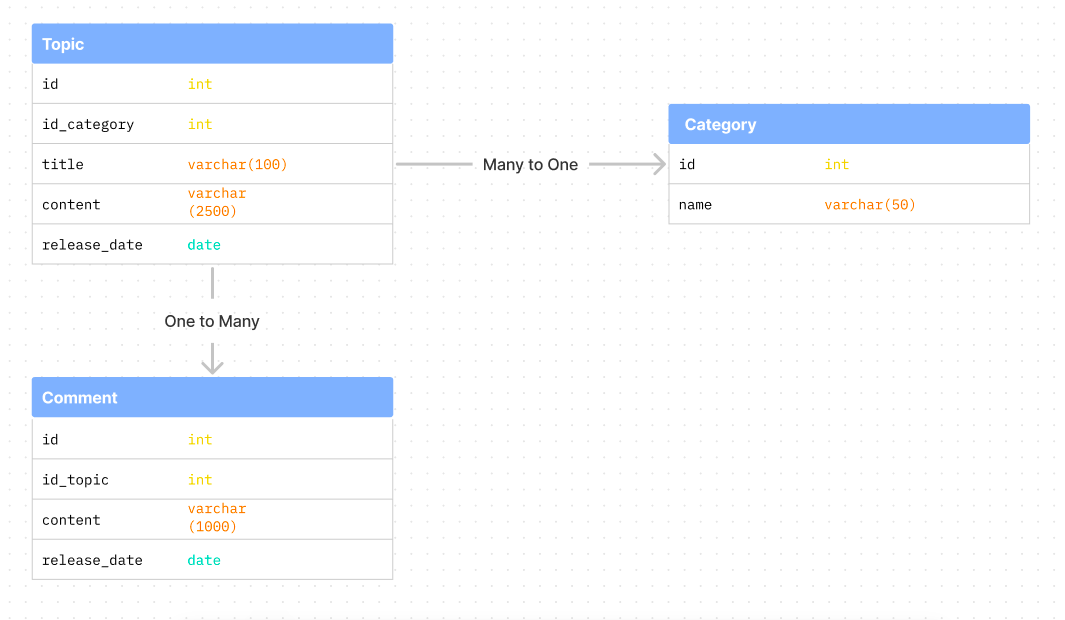 Topic
id int
id_category int
title varchar(100)
content varchar
(2500)
release_date date
Many to One
Category
id int
name varchar(50)
One to Many
Comment
id int
id_topic int
content varchar
(1000)
release_date date